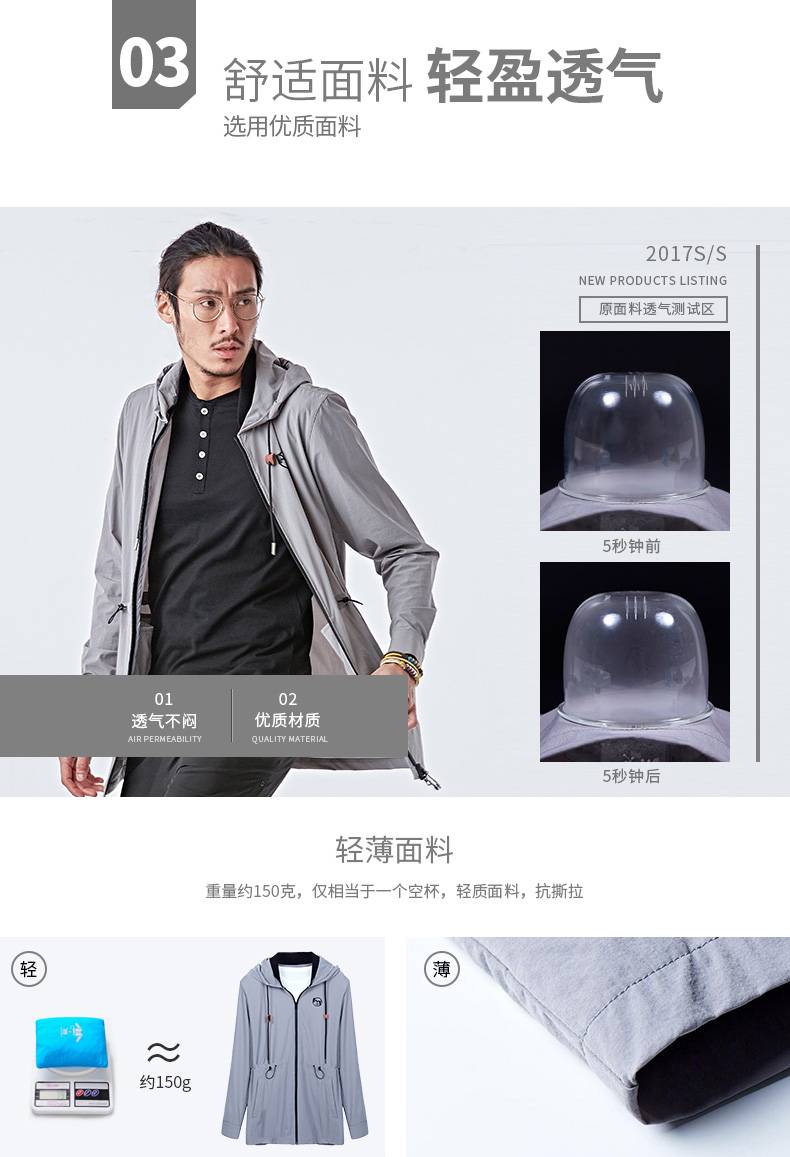 03
舒适面料 轻盈透气
选用优质面料
2017S/S
NEW PRODUCTS LISTING
原面料透气测试区
5秒钟前
5秒钟后
01
透气不闷
AIR PERMEABILITY
02
优质材质
QUALITY MATERIAL
轻薄面料
重量约150克，仅相当于一个空杯，轻质面料，抗撕拉
轻
约150g
薄